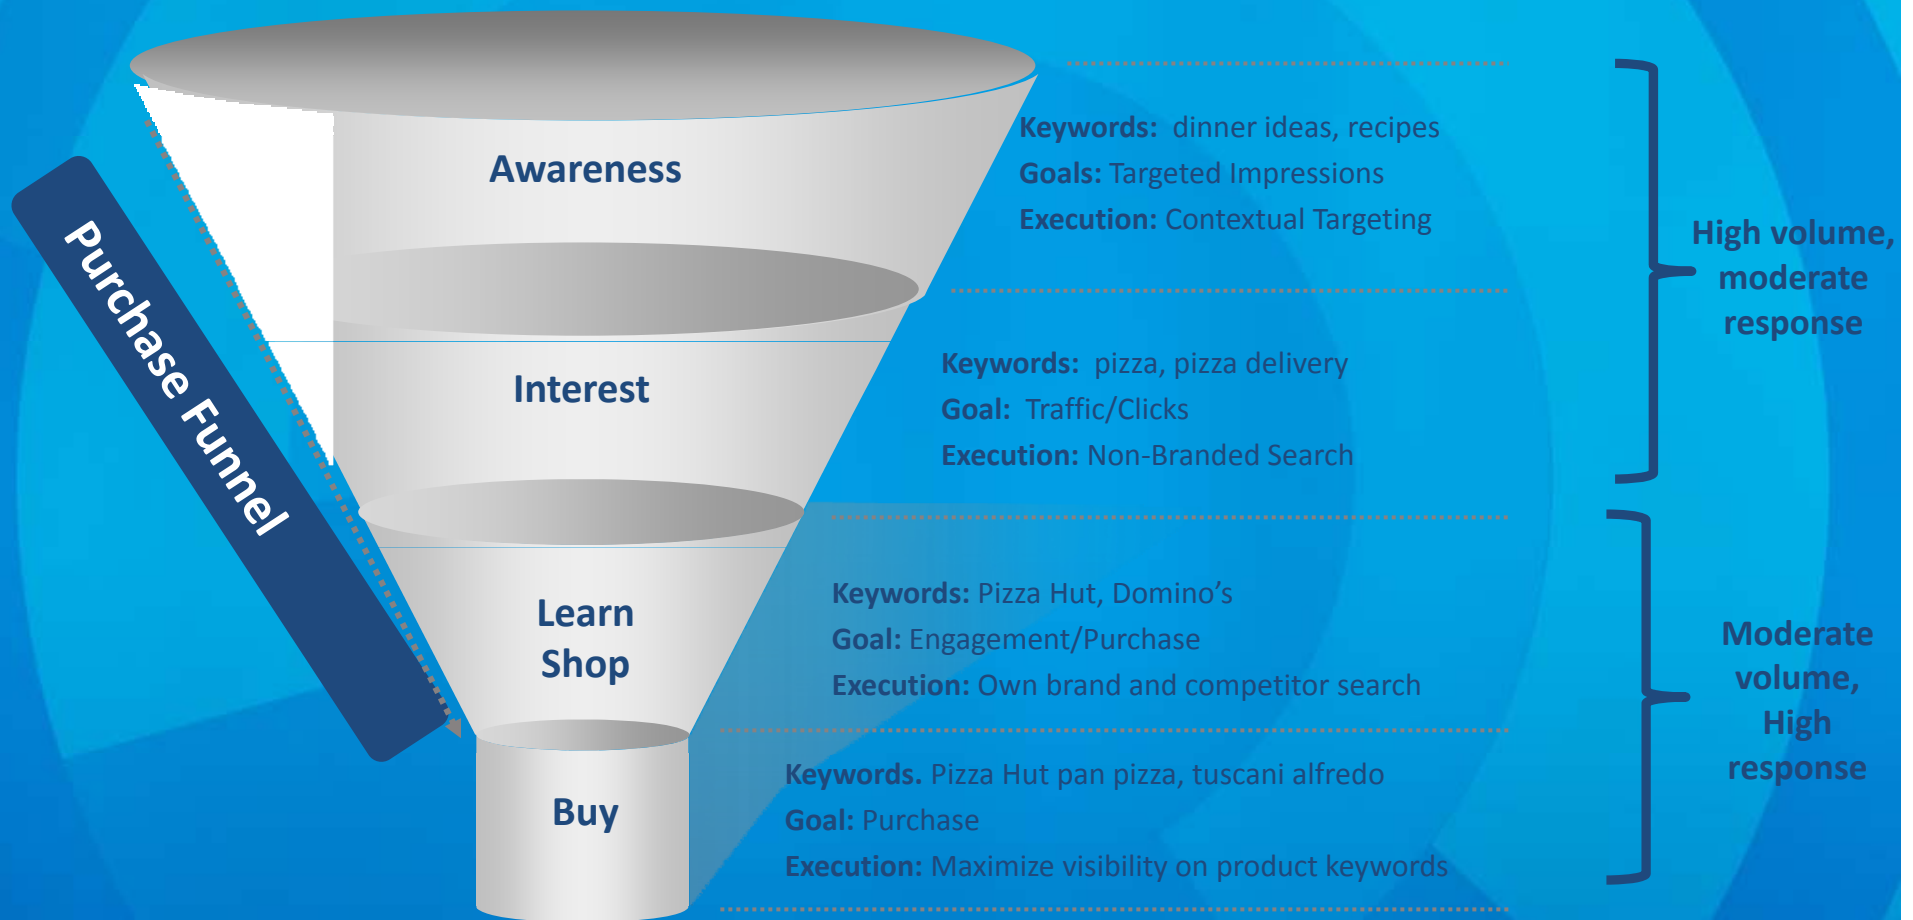 Purchase Funnel
Awareness
Keywords: dinner ideas, recipes
Goals: Targeted Impressions
Execution: Contextual Targeting
High volume,
moderate
response
Interest
Keywords: pizza, pizza delivery
Goal: Traffic/Clicks
Execution: Non-Branded Search
Learn
Shop
Keywords: Pizza Hut, Domino’s
Goal: Engagement/Purchase
Execution: Own brand and competitor search
Moderate
volume,
High
response
Buy
Keywords. Pizza Hut pan pizza, tuscani alfredo
Goal: Purchase
Execution: Maximize visibility on product keywords